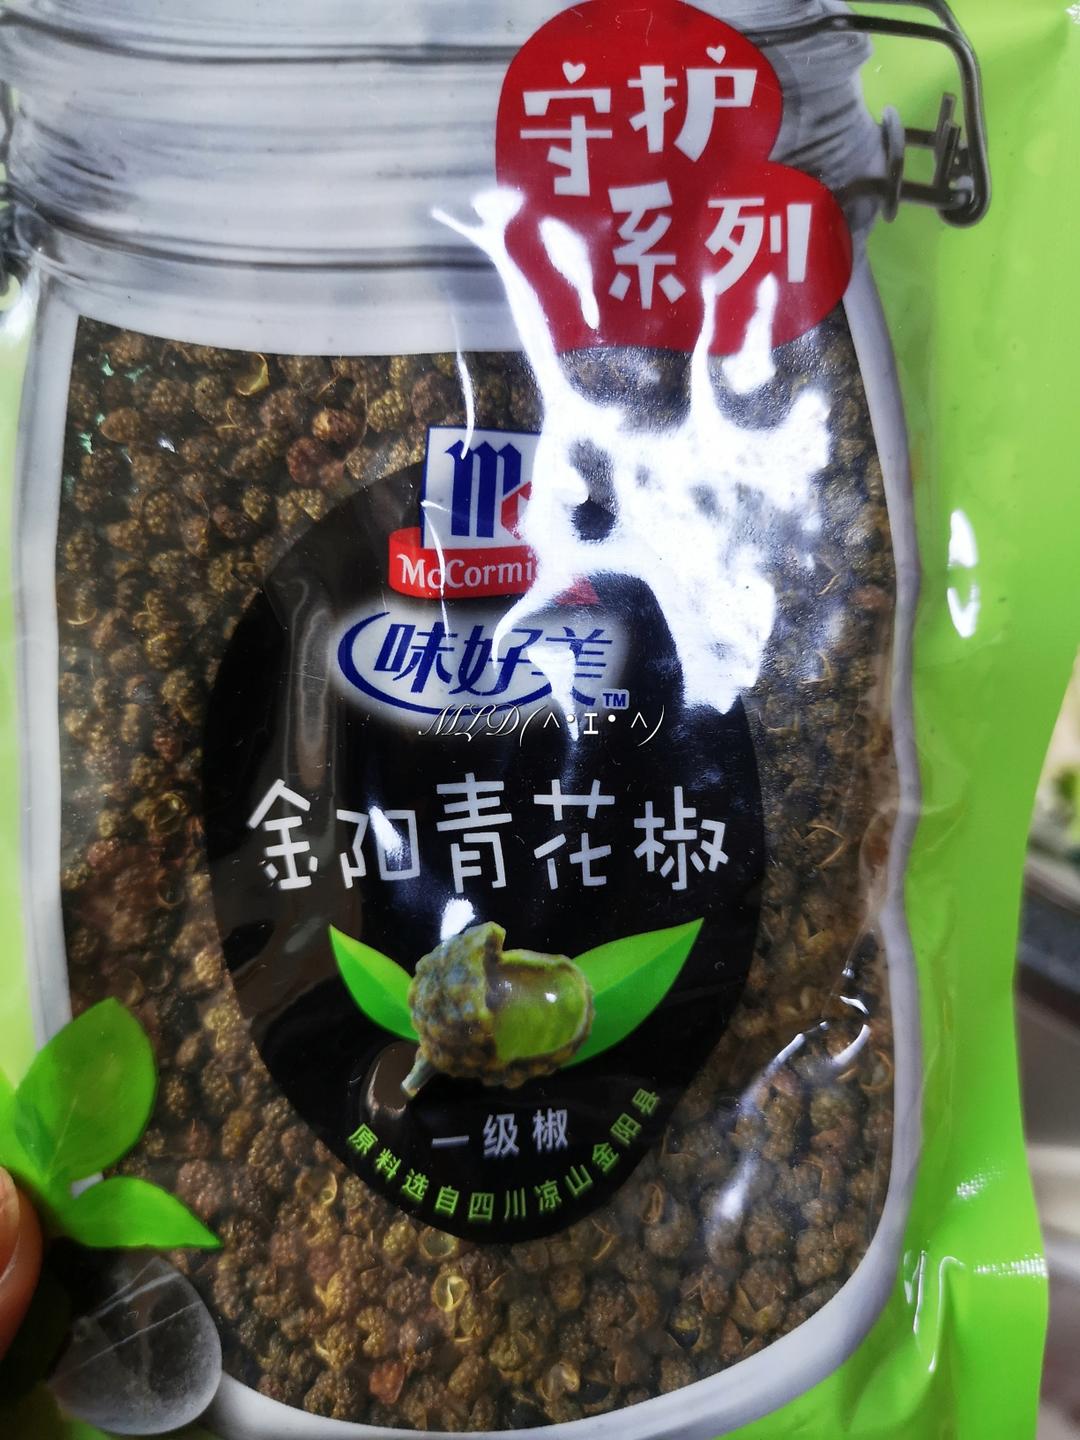 守护
系列
McCormi
味好美
TM
MLD(^•ɪ•^)
金阳青花椒
一级椒
原料选自四川凉山金阳县